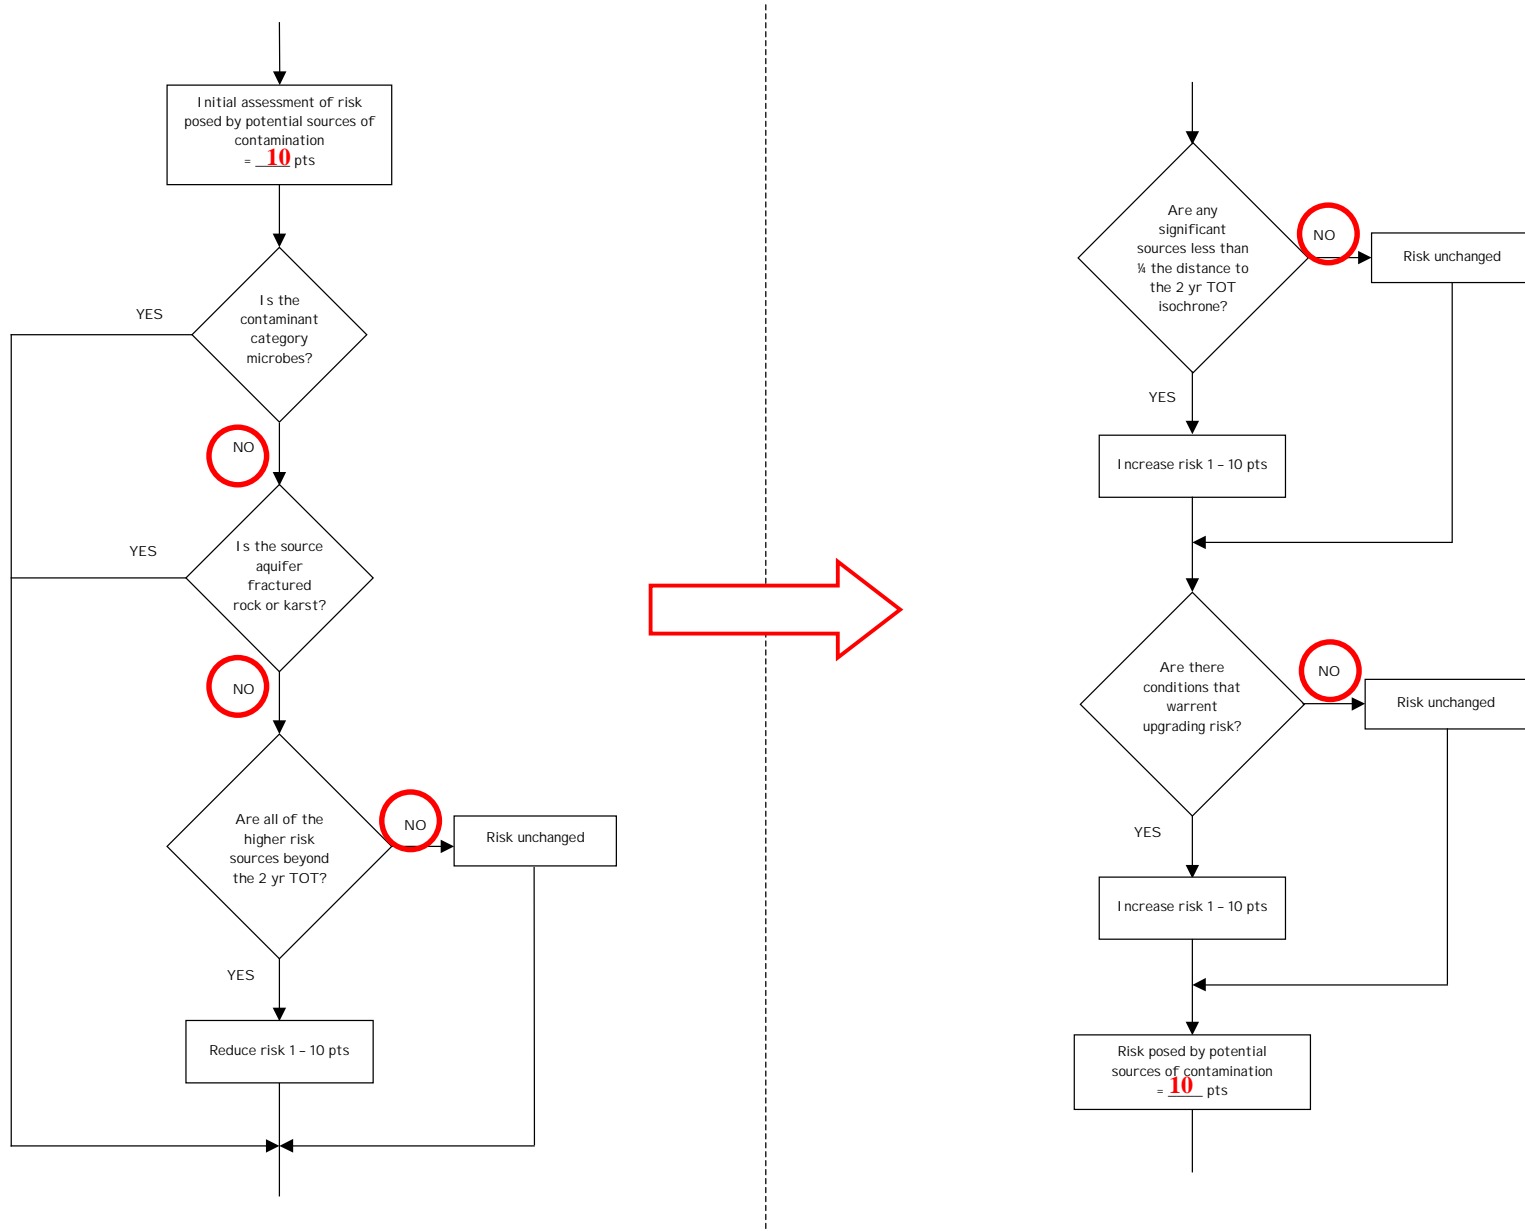 Initial assessment of risk
posed by potential sources of
contamination
= 10 pts
Is the
contaminant
category
microbes?
YES
NO
Is the source
aquifer
fractured
rock or karst?
YES
NO
Are all of the
higher risk
sources beyond
the 2 yr TOT?
NO
Risk unchanged
YES
Reduce risk 1 – 10 pts
Are any
significant
sources less than
¼ the distance to
the 2 yr TOT
isochrone?
NO
Risk unchanged
YES
Increase risk 1 – 10 pts
Are there
conditions that
warrent
upgrading risk?
NO
Risk unchanged
YES
Increase risk 1 – 10 pts
Risk posed by potential
sources of contamination
= 10 pts